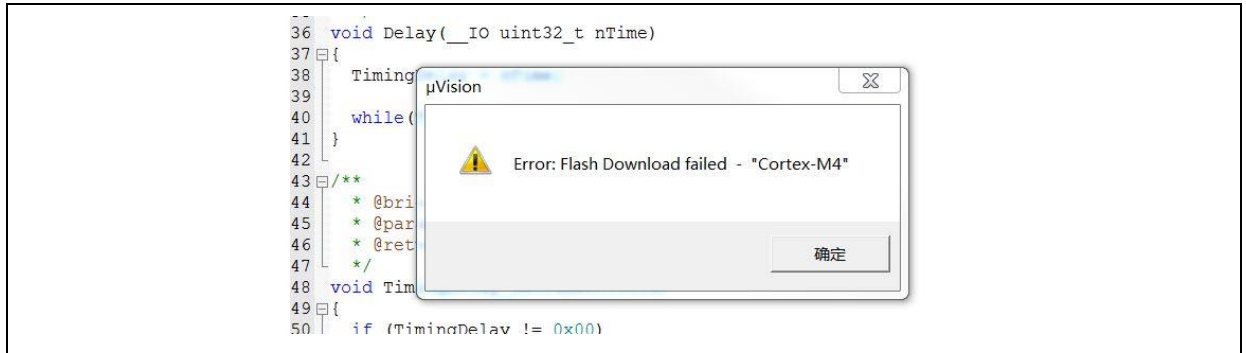 36 void Delay(__IO uint32_t nTime)
37 {
38 Timing
39
40 while(
41 }
42
43 /**
44 * @bri
45 * @par
46 * @ret
47 */
48 void Tim
49 {
50 if (TimingDelay != 0x00)
µVision
Error: Flash Download failed - "Cortex-M4"
确定